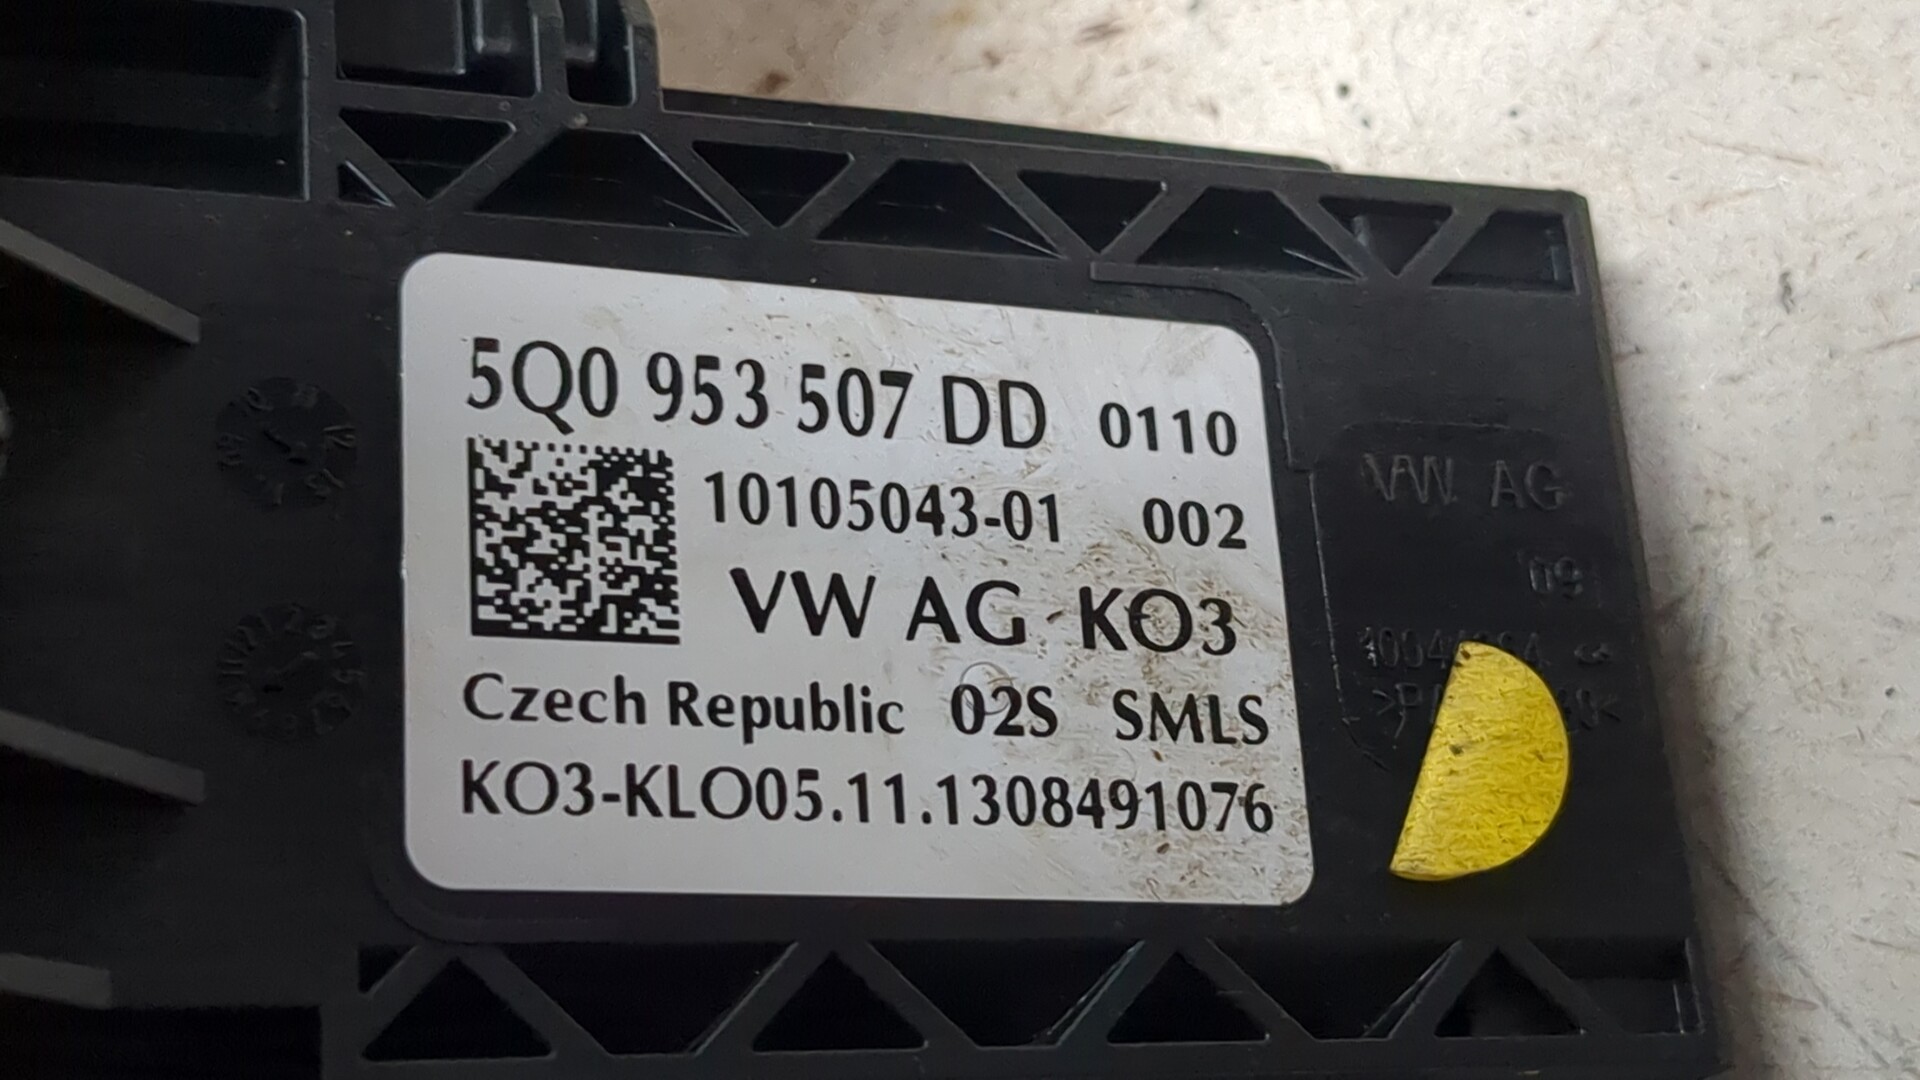 5Q0 953 507 DD 0110
10105043-01 002
VW AG KO3
Czech Republic 02S SMLS
KO3-KLO05.11.1308491076
VW AG
09